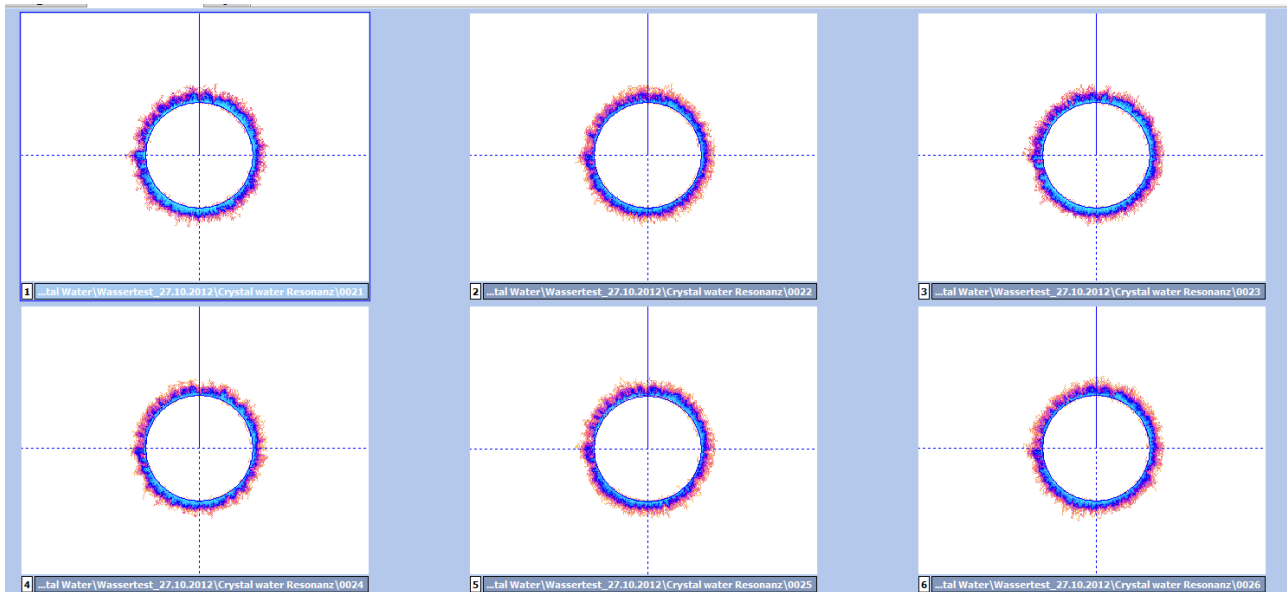 1 ...tal Water\Wassertest_27.10.2012\Crystal water Resonanz\0021
2 ...tal Water\Wassertest_27.10.2012\Crystal water Resonanz\0022
3 ...tal Water\Wassertest_27.10.2012\Crystal water Resonanz\0023
4 ...tal Water\Wassertest_27.10.2012\Crystal water Resonanz\0024
5 ...tal Water\Wassertest_27.10.2012\Crystal water Resonanz\0025
6 ...tal Water\Wassertest_27.10.2012\Crystal water Resonanz\0026